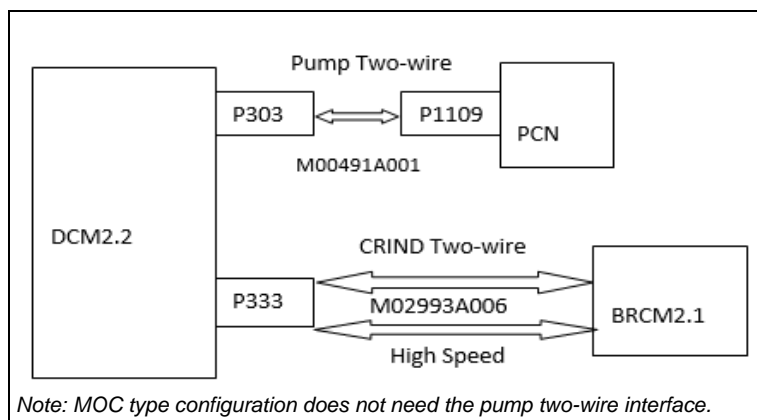 Pump Two-wire
P303
P1109
PCN
M00491A001
DCM2.2
CRIND Two-wire
P333
M02993A006
BRCM2.1
High Speed
Note: MOC type configuration does not need the pump two-wire interface.